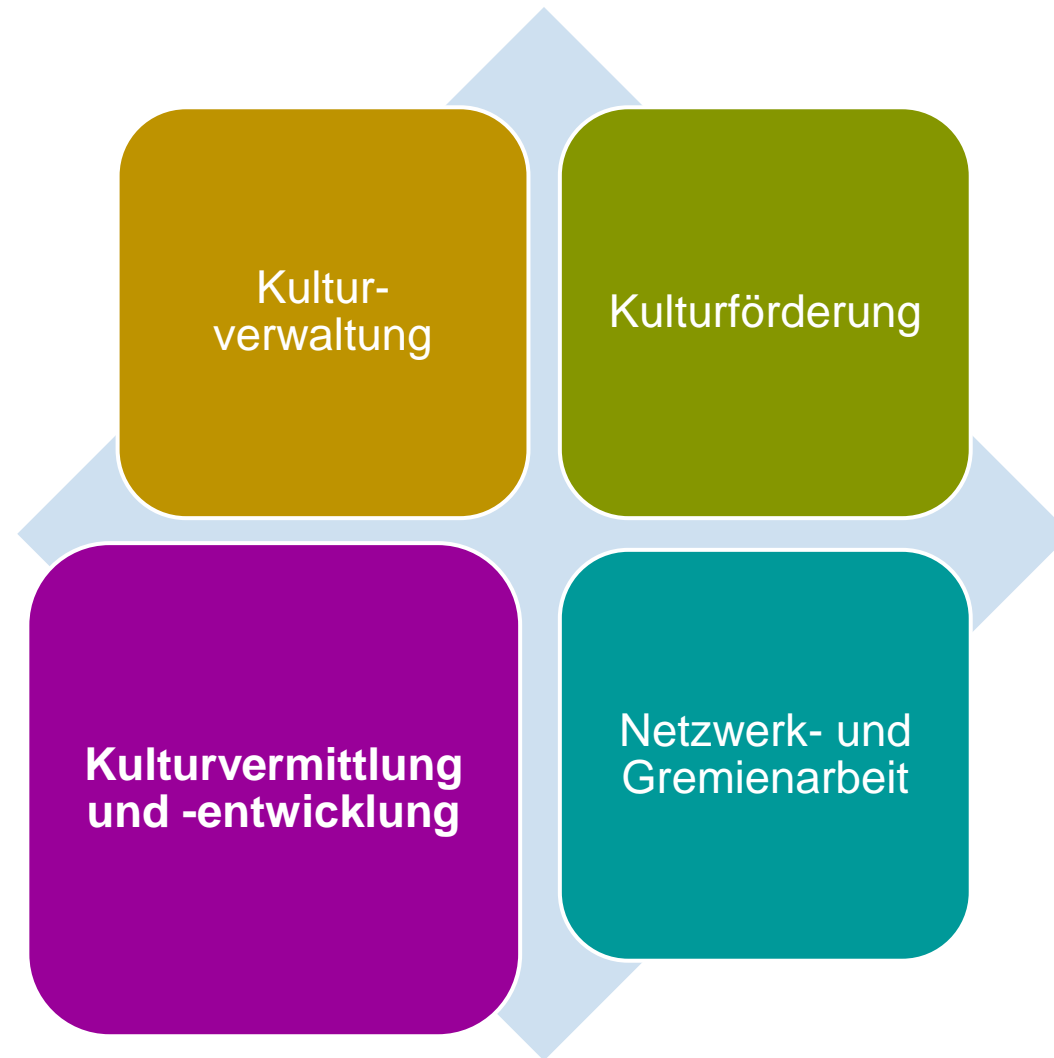 Kultur-
verwaltung
Kulturförderung
Kulturvermittlung
und -entwicklung
Netzwerk- und
Gremienarbeit